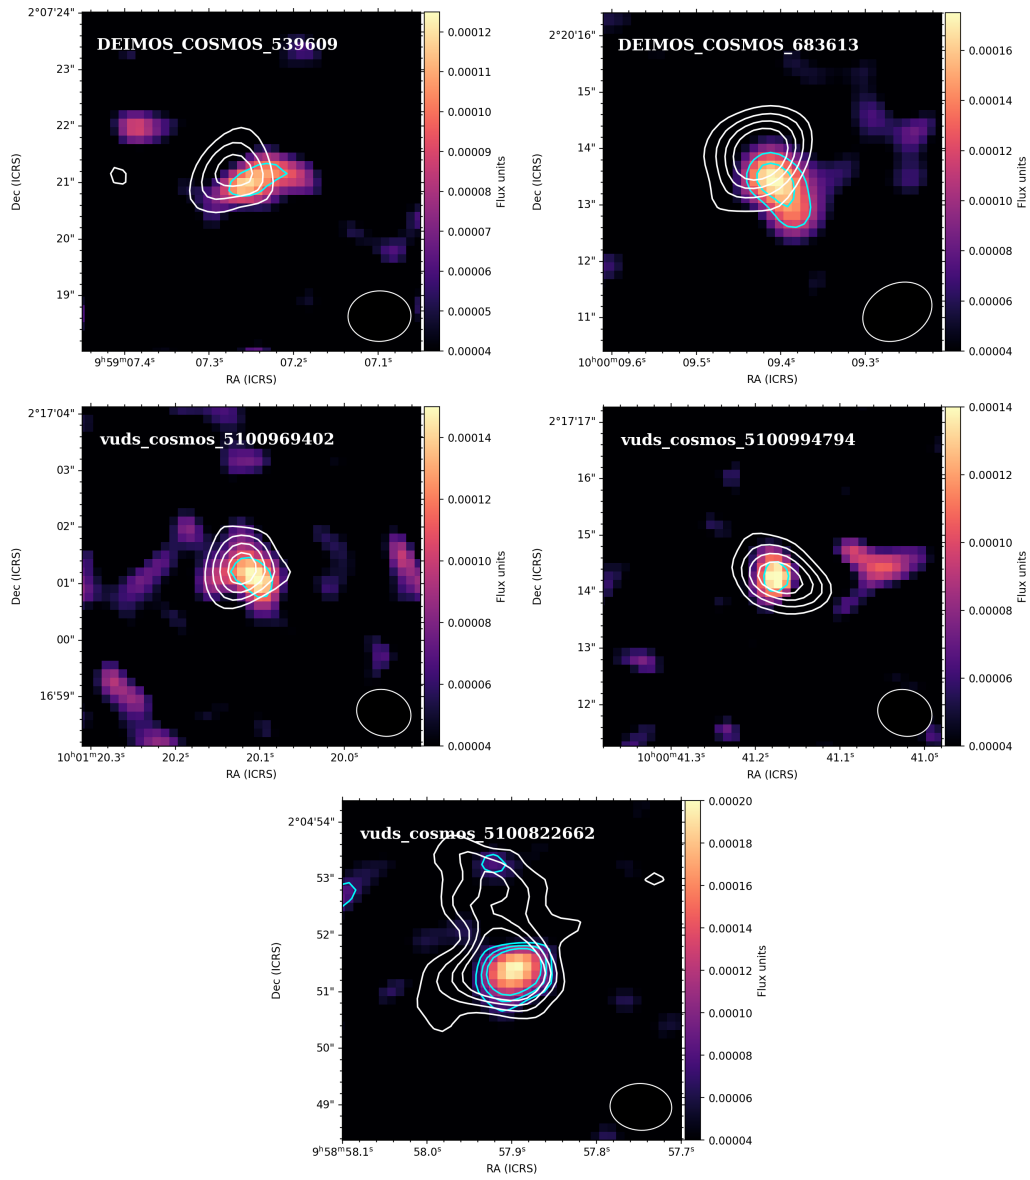 2°07'24"
23"
22"
21"
20"
19"
Dec (ICRS)
DEIMOS_COSMOS_539609
9ʰ59ᵐ07.4ˢ
07.3ˢ
07.2ˢ
07.1ˢ
RA (ICRS)
0.00012
0.00011
0.00010
0.00009
0.00008
0.00007
0.00006
0.00005
0.00004
Flux units
2°20'16"
15"
14"
13"
12"
11"
Dec (ICRS)
DEIMOS_COSMOS_683613
10ʰ00ᵐ09.6ˢ
09.5ˢ
09.4ˢ
09.3ˢ
RA (ICRS)
0.00016
0.00014
0.00012
0.00010
0.00008
0.00006
0.00004
Flux units
2°17'04"
03"
02"
01"
00"
16'59"
Dec (ICRS)
vuds_cosmos_5100969402
10ʰ01ᵐ20.3ˢ
20.2ˢ
20.1ˢ
20.0ˢ
RA (ICRS)
0.00014
0.00012
0.00010
0.00008
0.00006
0.00004
Flux units
2°17'17"
16"
15"
14"
13"
12"
Dec (ICRS)
vuds_cosmos_5100994794
10ʰ00ᵐ41.3ˢ
41.2ˢ
41.1ˢ
41.0ˢ
RA (ICRS)
0.00014
0.00012
0.00010
0.00008
0.00006
0.00004
Flux units
2°04'54"
53"
52"
51"
50"
49"
Dec (ICRS)
vuds_cosmos_5100822662
9ʰ58ᵐ58.1ˢ
58.0ˢ
57.9ˢ
57.8ˢ
57.7ˢ
RA (ICRS)
0.00020
0.00018
0.00016
0.00014
0.00012
0.00010
0.00008
0.00006
0.00004
Flux units